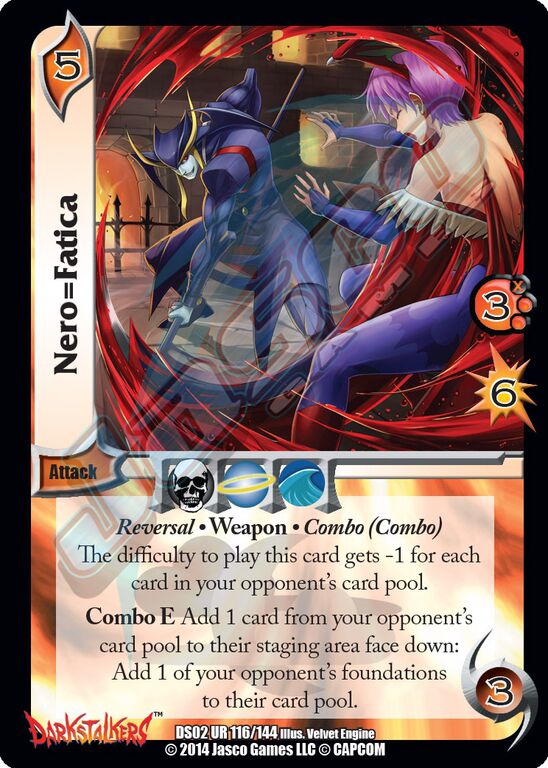 5
Nero=Fatica
3
6
Attack
Reversal • Weapon • Combo (Combo)
The difficulty to play this card gets -1 for each
card in your opponent's card pool.
Combo E Add 1 card from your opponent's
card pool to their staging area face down:
Add 1 of your opponent's foundations
to their card pool.
3
DARKSTALKERS™
DS02 UR 116/144 Illus. Velvet Engine
© 2014 Jasco Games LLC © CAPCOM